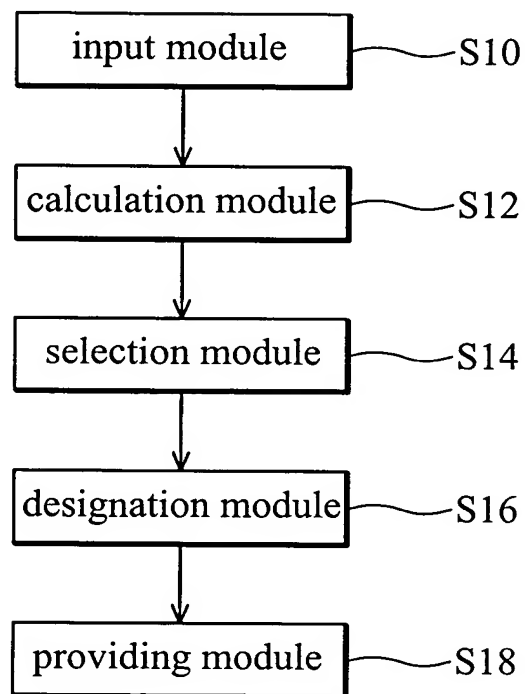 input module S10
calculation module S12
selection module S14
designation module S16
providing module S18